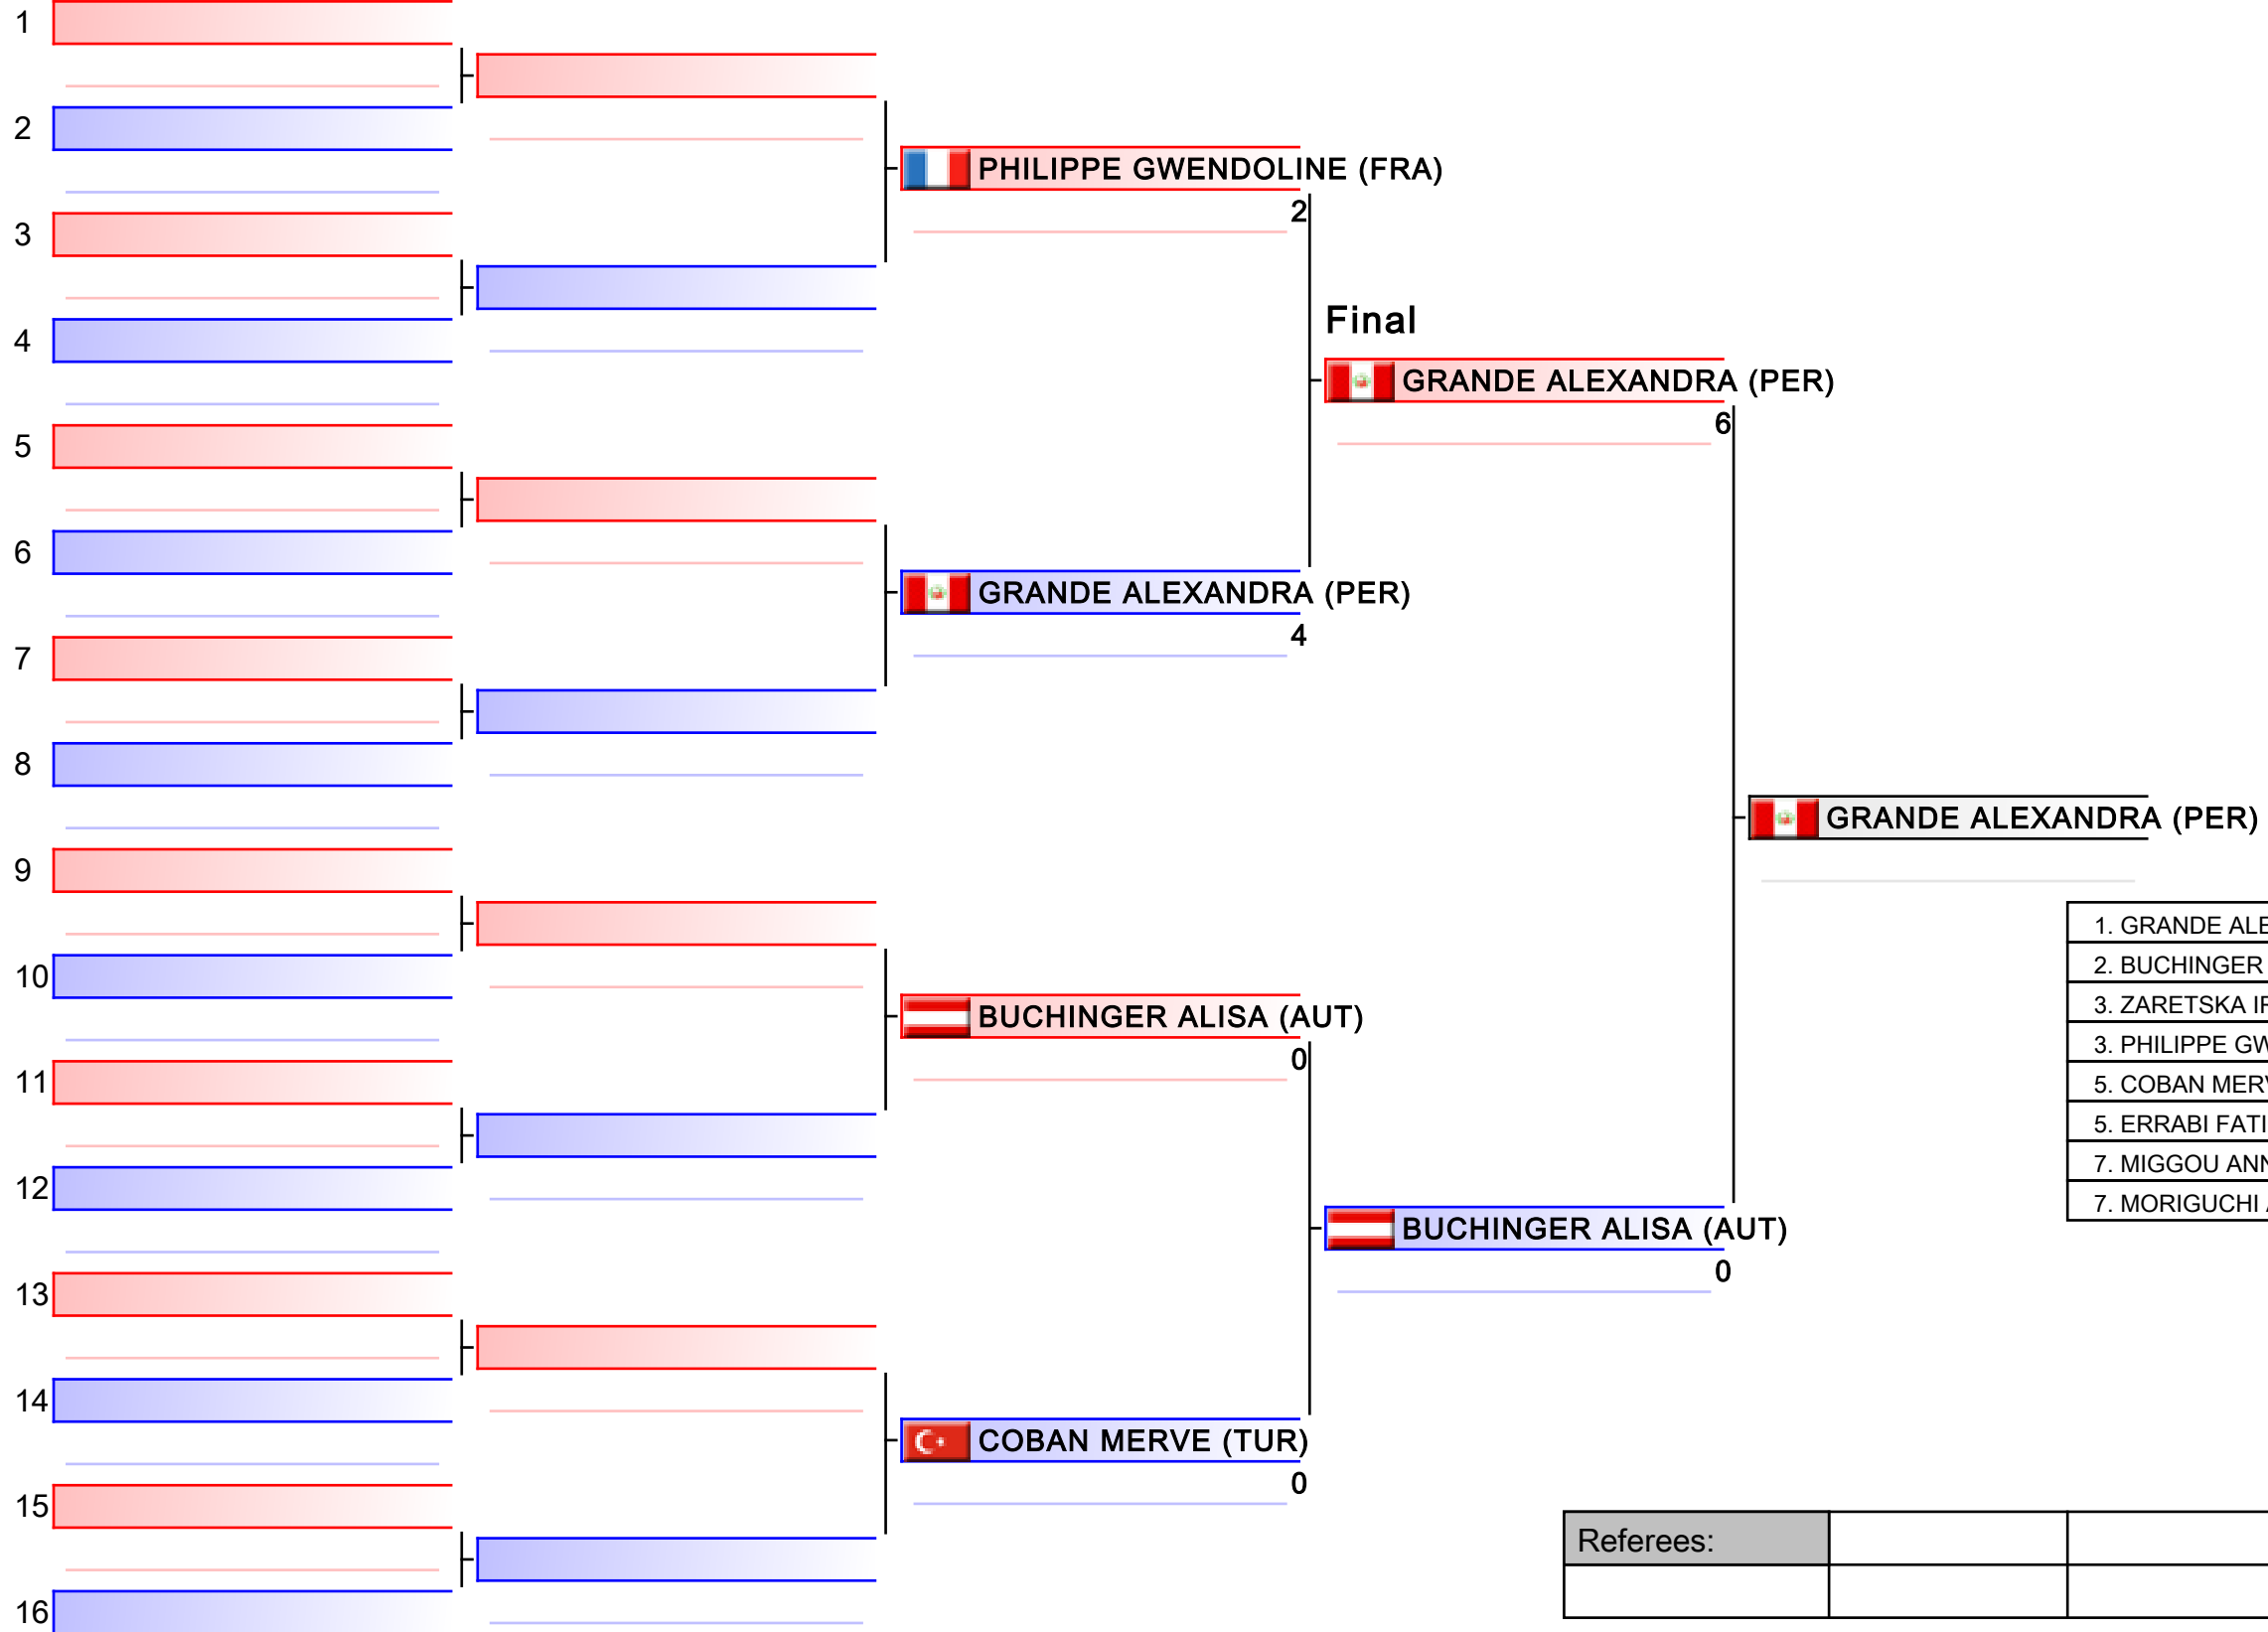 1
2
PHILIPPE GWENDOLINE (FRA)
2
3
Final
4
GRANDE ALEXANDRA (PER)
6
5
6
GRANDE ALEXANDRA (PER)
4
7
8
GRANDE ALEXANDRA (PER)
9
1. GRANDE ALE
2. BUCHINGER
10
3. ZARETSKA
BUCHINGER ALISA (AUT)
0
3. PHILIPPE GW
11
5. COBAN MER
5. ERRABI FATI
7. MIGGOU
12
7. MORIGUCHI
BUCHINGER ALISA (AUT)
0
13
14
COBAN MERVE (TUR)
0
15
Referees:
16